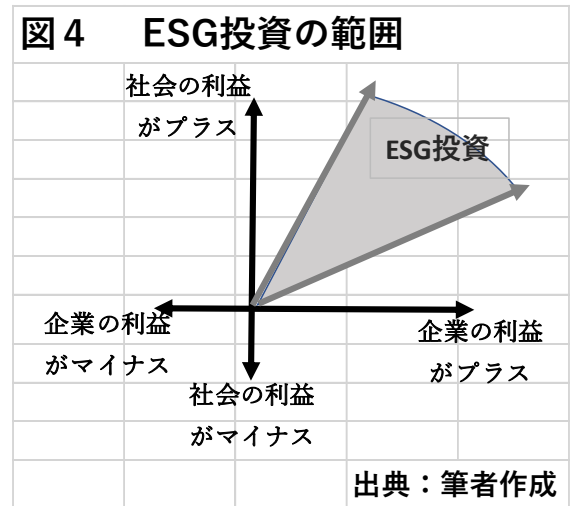 図４　ESG投資の範囲
社会の利益
がプラス
ESG投資
企業の利益
がマイナス
企業の利益
がプラス
社会の利益
がマイナス
出典：筆者作成